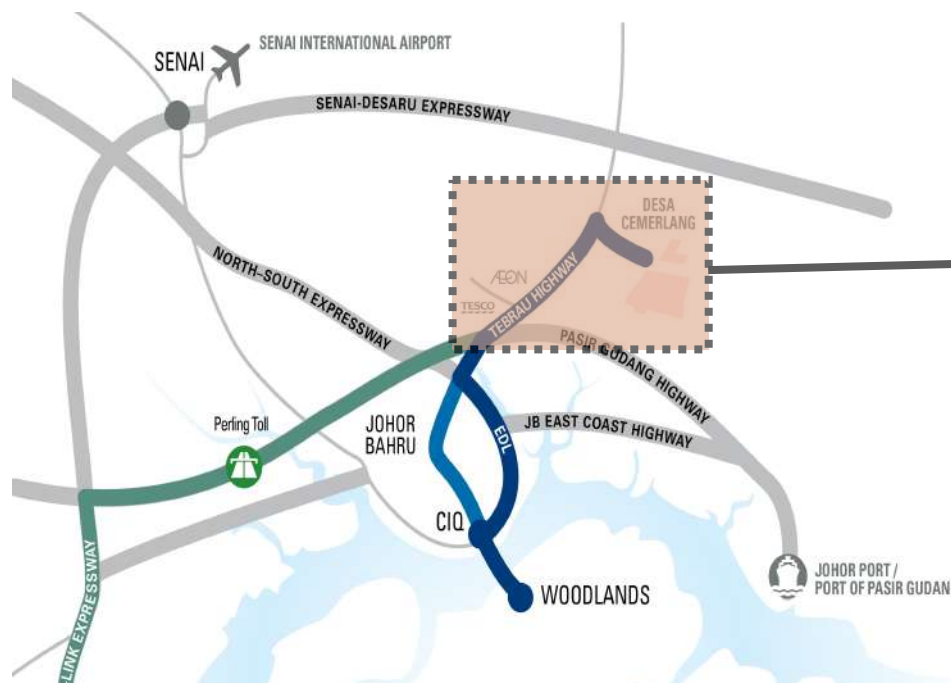 SENAI INTERNATIONAL AIRPORT
SENAI
SENAI-DESARU EXPRESSWAY
DESA
CEMERLANG
NORTH–SOUTH EXPRESSWAY
ÆON
TESCO
TEBRAU HIGHWAY
PASIR GUDANG HIGHWAY
Perling Toll
JOHOR
BAHRU
EDL
JB EAST COAST HIGHWAY
CIQ
JOHOR PORT /
PORT OF PASIR GUDAN
WOODLANDS
-LINK EXPRESSWAY